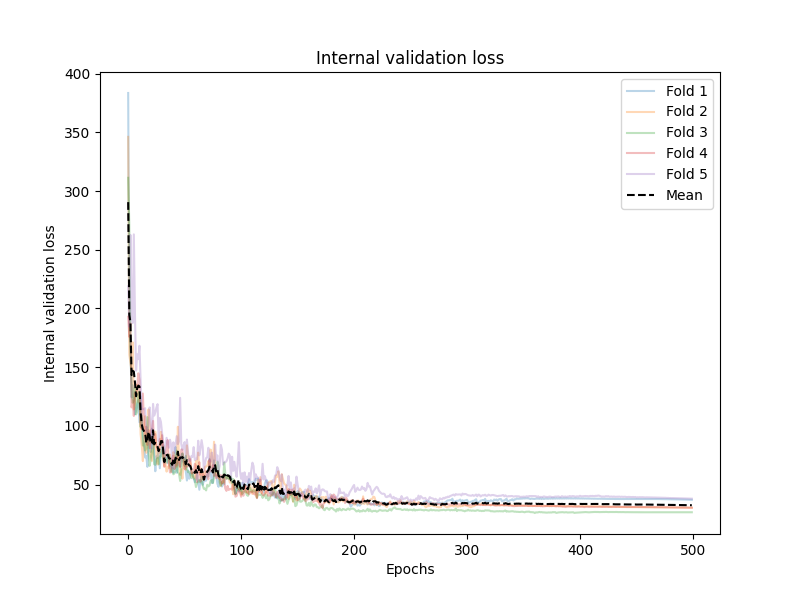 Internal validation loss
400
350
300
250
200
150
100
50
Internal validation loss
0
100
200
300
400
500
Epochs
Fold 1
Fold 2
Fold 3
Fold 4
Fold 5
Mean